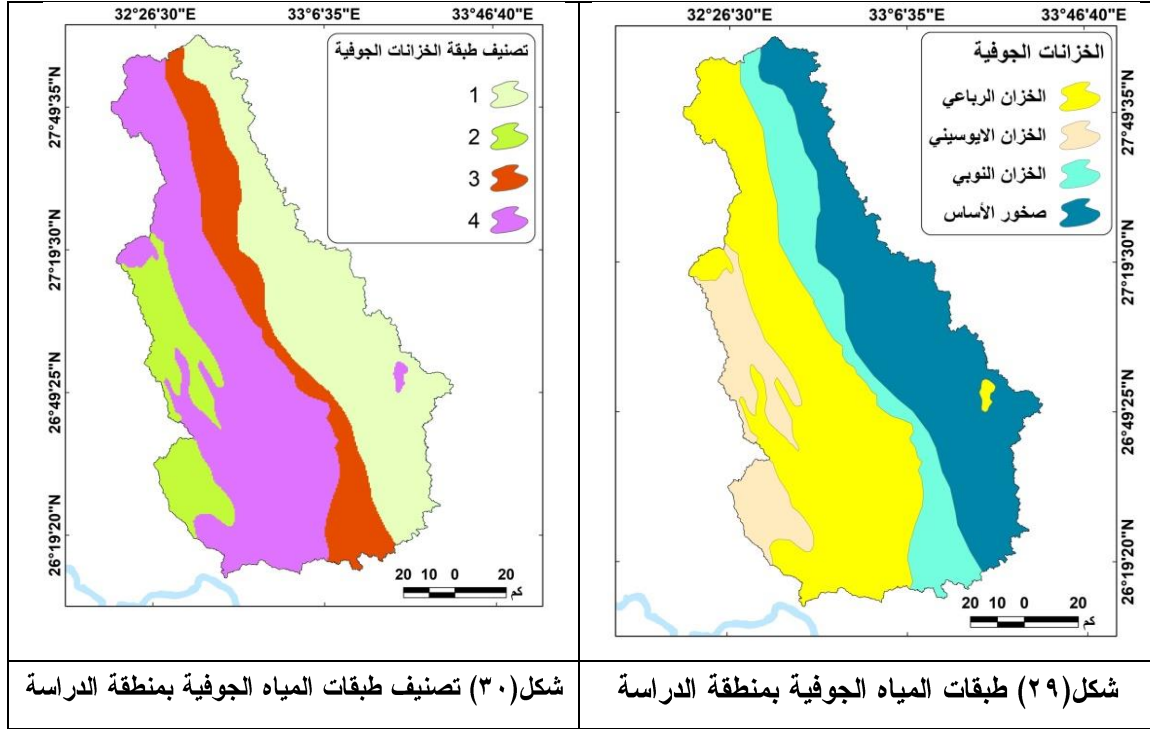 32°26'30"E 33°6'35"E 33°46'40"E
الخزانات الجوفية
الخزان الرباعي
الخزان الايوسيني
الخزان النوبي
صخور الأساس
27°49'35"N
27°19'30"N
26°49'25"N
26°19'20"N
20 10 0 20
كم
شكل(٢٩) طبقات المياه الجوفية بمنطقة الدراسة
32°26'30"E 33°6'35"E 33°46'40"E
تصنيف طبقة الخزانات الجوفية
1
2
3
4
27°49'35"N
27°19'30"N
26°49'25"N
26°19'20"N
20 10 0 20
كم
شكل(٣٠) تصنيف طبقات المياه الجوفية بمنطقة الدراسة